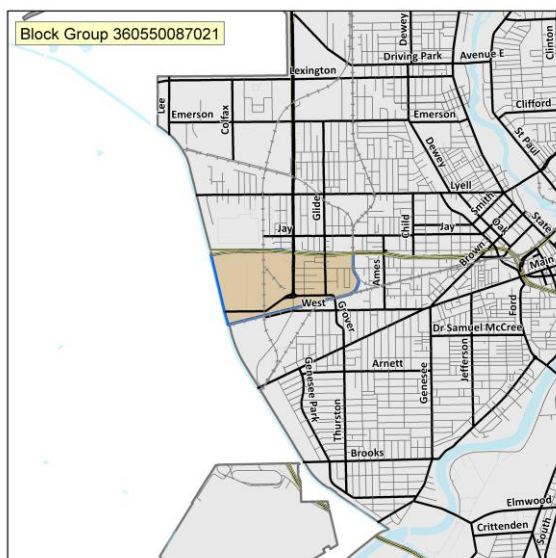 Block Group 360550087021
Dewey
Clinton
Driving Park
Avenue E
Lexington
Lee
Colfax
Clifford
Emerson
Emerson
St Paul
Dewey
Lyell
Smith
Glide
Child
Oak
State
Jay
Jay
Brown
Main
Ames
West
Grover
Ford
Dr Samuel McCree
Arnett
Genesee Park
Thurston
Genesee
Jefferson
Brooks
Elmwood
Crittenden
South